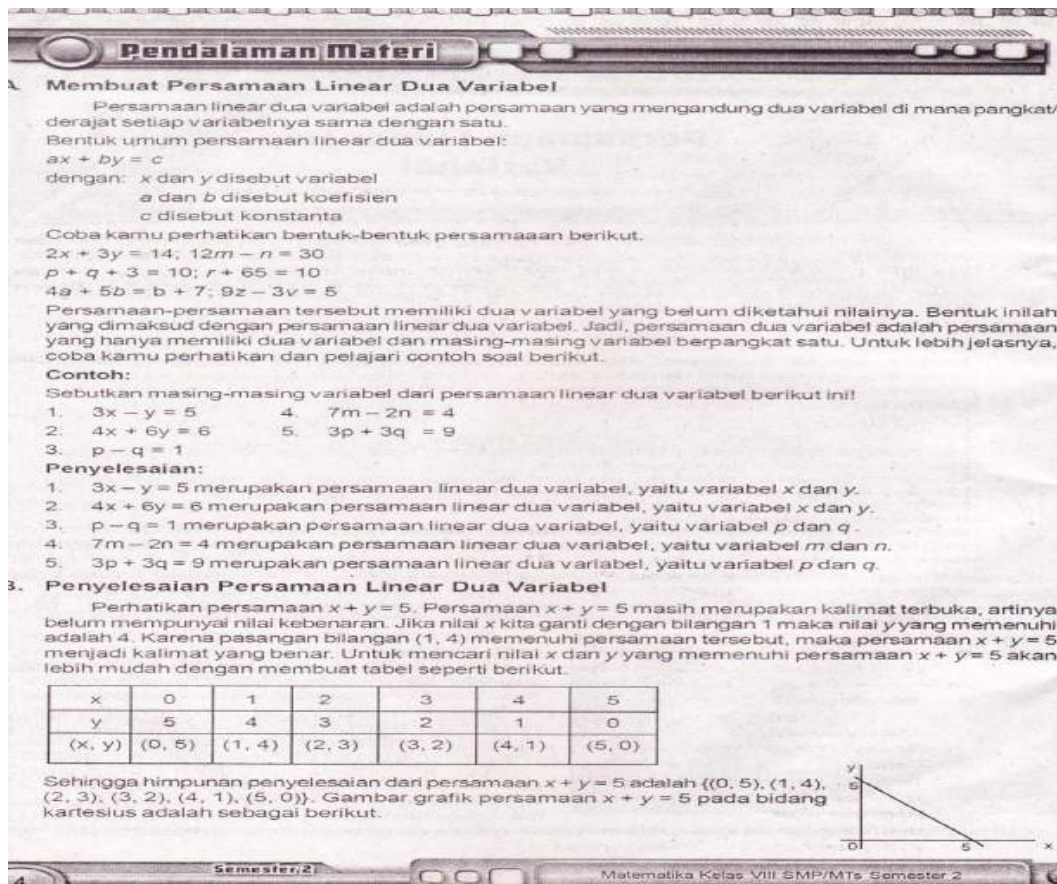 Pendalaman Materi
Membuat Persamaan Linear Dua Variabel
Persamaan linear dua variabel adalah persamaan yang mengandung dua variabel di mana pangkat/
derajat setiap variabelnya sama dengan satu.
Bentuk umum persamaan linear dua variabel:
ax + by = c
dengan: x dan y disebut variabel
a dan b disebut koefisien
c disebut konstanta
Coba kamu perhatikan bentuk-bentuk persamaaan berikut.
2x + 3y = 14; 12m – n = 30
p + q + 3 = 10; r + 65 = 10
4a + 5b = b + 7; 9z – 3v = 5
Persamaan-persamaan tersebut memiliki dua variabel yang belum diketahui nilainya. Bentuk inilah
yang dimaksud dengan persamaan linear dua variabel. Jadi, persamaan dua variabel adalah persamaan
yang hanya memiliki dua variabel dan masing-masing variabel berpangkat satu. Untuk lebih jelasnya,
coba kamu perhatikan dan pelajari contoh soal berikut.
Contoh:
Sebutkan masing-masing variabel dari persamaan linear dua variabel berikut ini!
1. 3x – y = 5 4. 7m – 2n = 4
2. 4x + 6y = 6 5. 3p + 3q = 9
3. p – q = 1
Penyelesaian:
1. 3x – y = 5 merupakan persamaan linear dua variabel, yaitu variabel x dan y.
2. 4x + 6y = 6 merupakan persamaan linear dua variabel, yaitu variabel x dan y.
3. p – q = 1 merupakan persamaan linear dua variabel, yaitu variabel p dan q .
4. 7m – 2n = 4 merupakan persamaan linear dua variabel, yaitu variabel m dan n.
5. 3p + 3q = 9 merupakan persamaan linear dua variabel, yaitu variabel p dan q.
Penyelesaian Persamaan Linear Dua Variabel
Perhatikan persamaan x + y = 5. Persamaan x + y = 5 masih merupakan kalimat terbuka, artinya
belum mempunyai nilai kebenaran. Jika nilai x kita ganti dengan bilangan 1 maka nilai y yang memenuhi
adalah 4. Karena pasangan bilangan (1, 4) memenuhi persamaan tersebut, maka persamaan x + y = 5
menjadi kalimat yang benar. Untuk mencari nilai x dan y yang memenuhi persamaan x + y = 5 akan
lebih mudah dengan membuat tabel seperti berikut.
x 0 1 2 3 4 5
y 5 4 3 2 1 0
(x, y) (0, 5) (1, 4) (2, 3) (3, 2) (4, 1) (5, 0)
Sehingga himpunan penyelesaian dari persamaan x + y = 5 adalah {(0, 5), (1, 4),
(2, 3), (3, 2), (4, 1), (5, 0)}. Gambar grafik persamaan x + y = 5 pada bidang
kartesius adalah sebagai berikut.
y
5
0 5 x
4 Semester 2 Matematika Kelas VIII SMP/MTs Semester 2